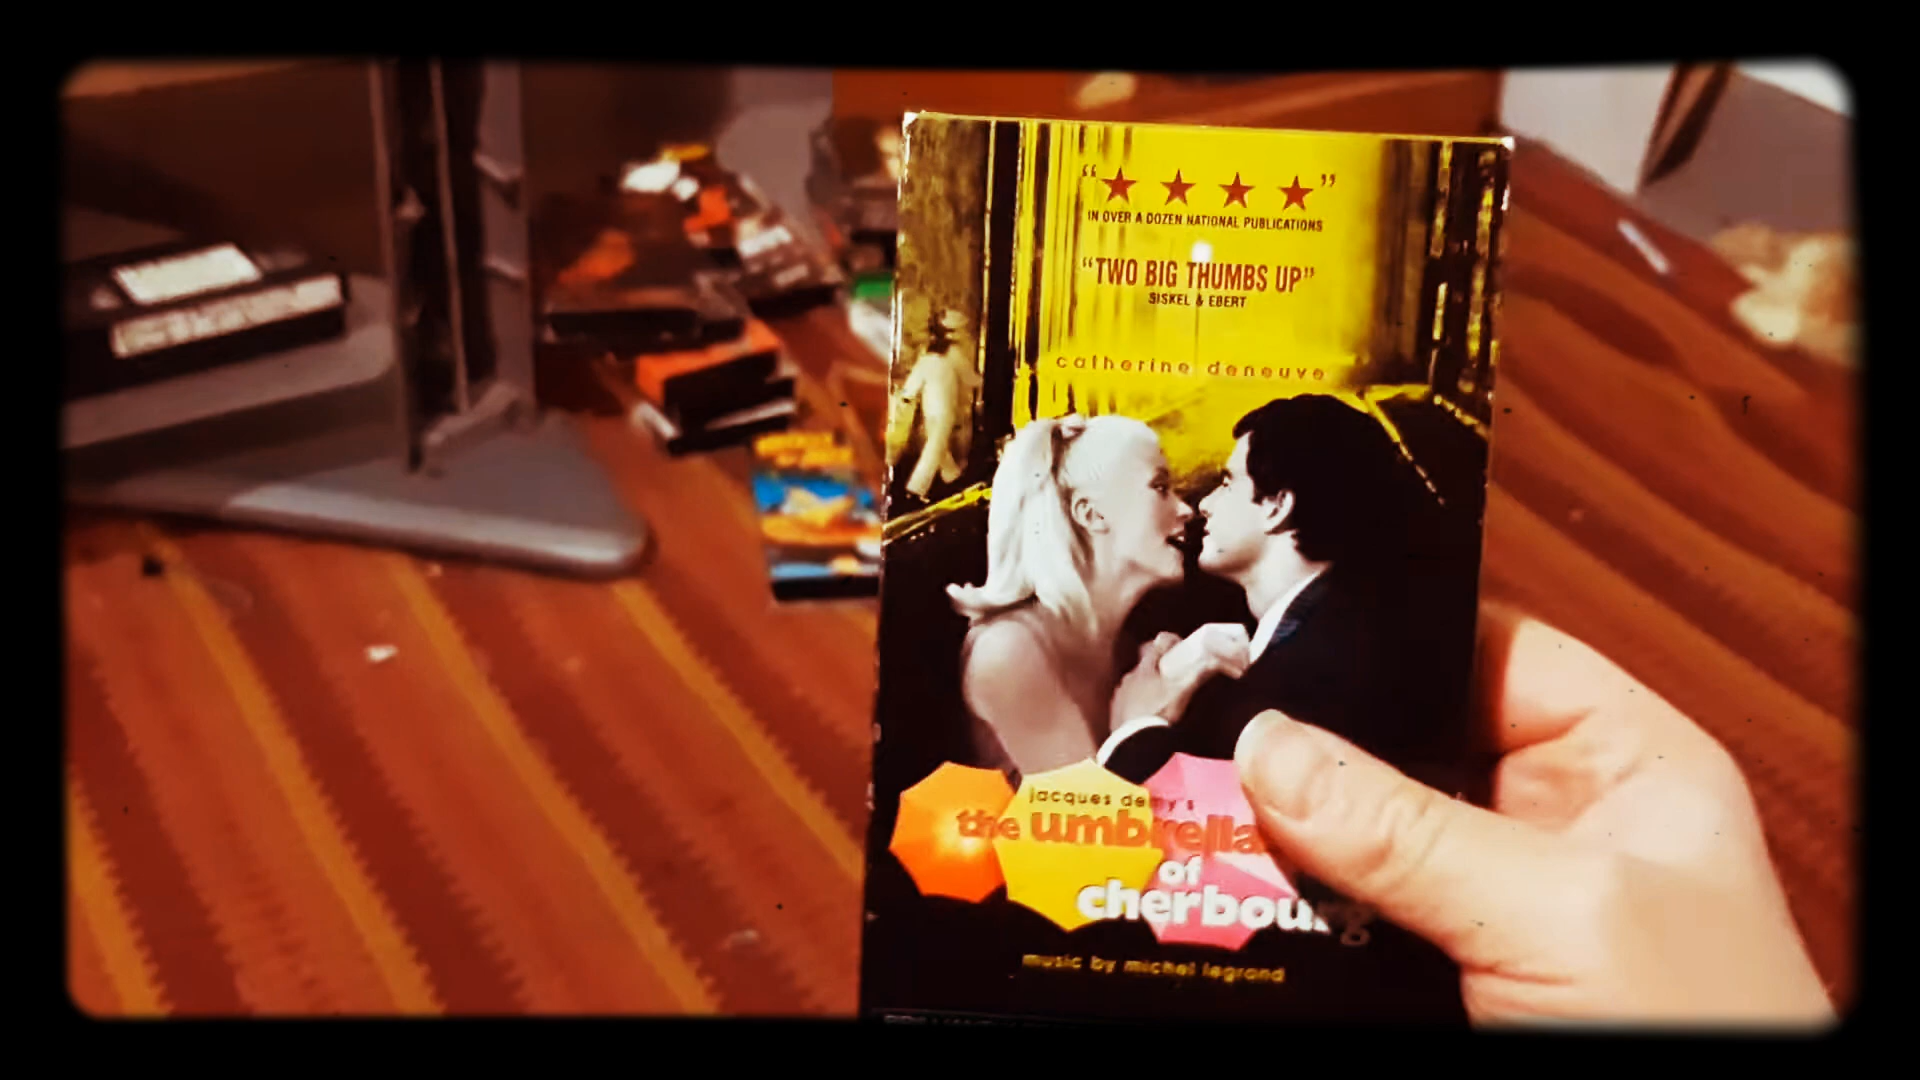 “★ ★ ★ ★”
IN OVER A DOZEN NATIONAL PUBLICATIONS
“TWO BIG THUMBS UP”
SISKEL & EBERT
catherine deneuve
jacques demy's
the umbrella
of
cherbourg
music by michel legrand